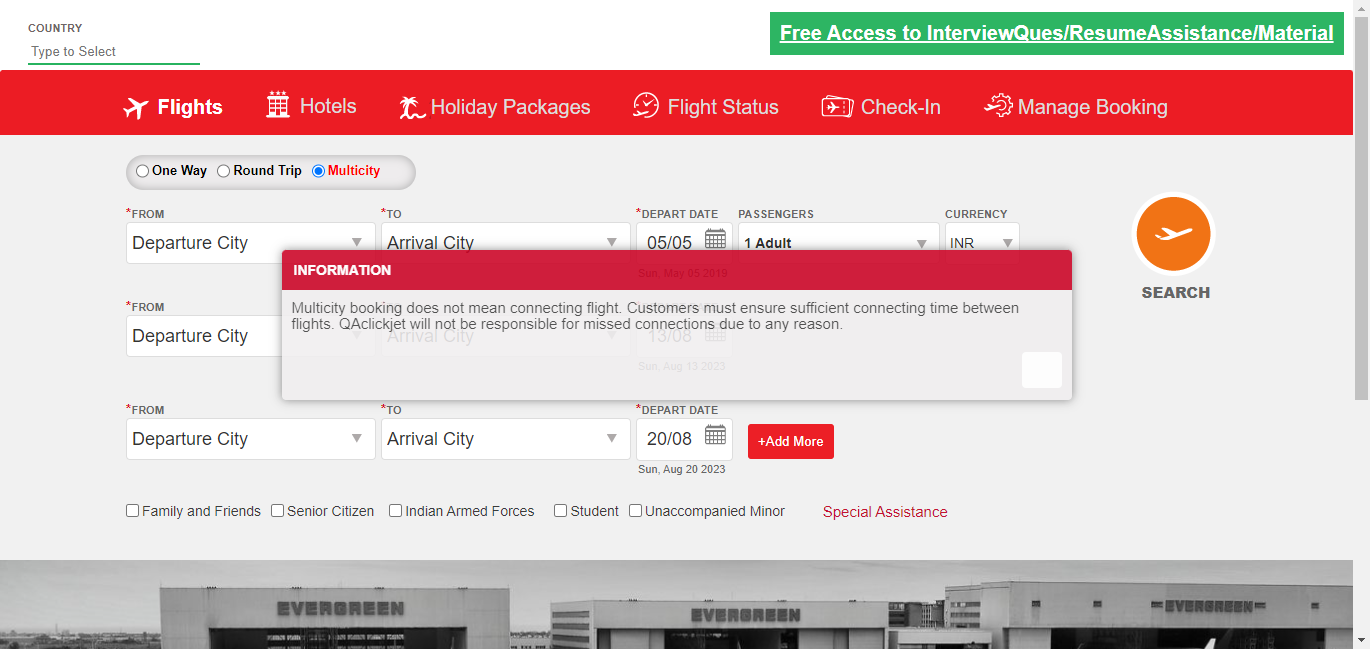 COUNTRY
Type to Select
Free Access to InterviewQues/ResumeAssistance/Material
Flights Hotels Holiday Packages Flight Status Check-In Manage Booking
One Way Round Trip Multicity
*FROM *TO *DEPART DATE PASSENGERS CURRENCY
Departure City Arrival City 05/05 1 Adult INR
Sun, May 05 2019
SEARCH
INFORMATION
Multicity booking does not mean connecting flight. Customers must ensure sufficient connecting time between
flights. QAclickjet will not be responsible for missed connections due to any reason.
*FROM
Departure City Arrival City 13/08
Sun, Aug 13 2023
*FROM *TO *DEPART DATE
Departure City Arrival City 20/08 +Add More
Sun, Aug 20 2023
Family and Friends Senior Citizen Indian Armed Forces Student Unaccompanied Minor Special Assistance
EVERGREEN EVERGREEN EVERGREEN